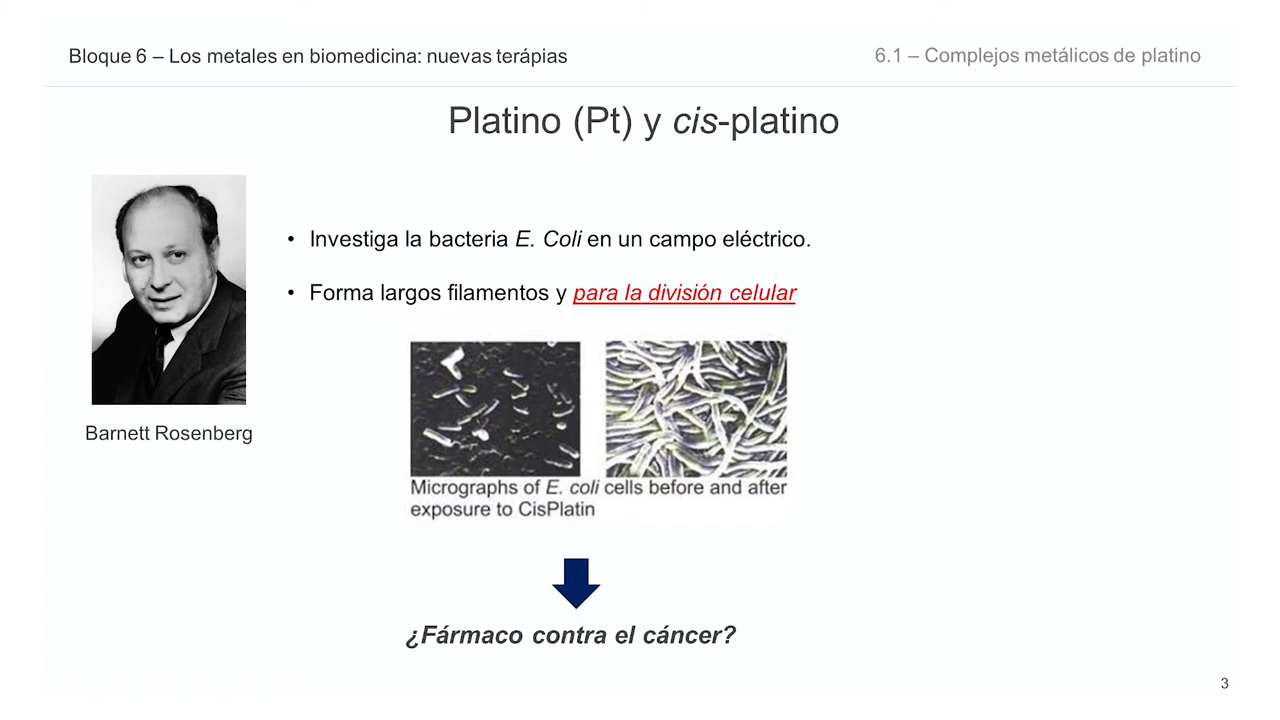 Bloque 6 – Los metales en biomedicina: nuevas terápias
6.1 – Complejos metálicos de platino
Platino (Pt) y cis-platino
• Investiga la bacteria E. Coli en un campo eléctrico.
• Forma largos filamentos y para la división celular
Barnett Rosenberg
Micrographs of E. coli cells before and after
exposure to CisPlatin
¿Fármaco contra el cáncer?
3